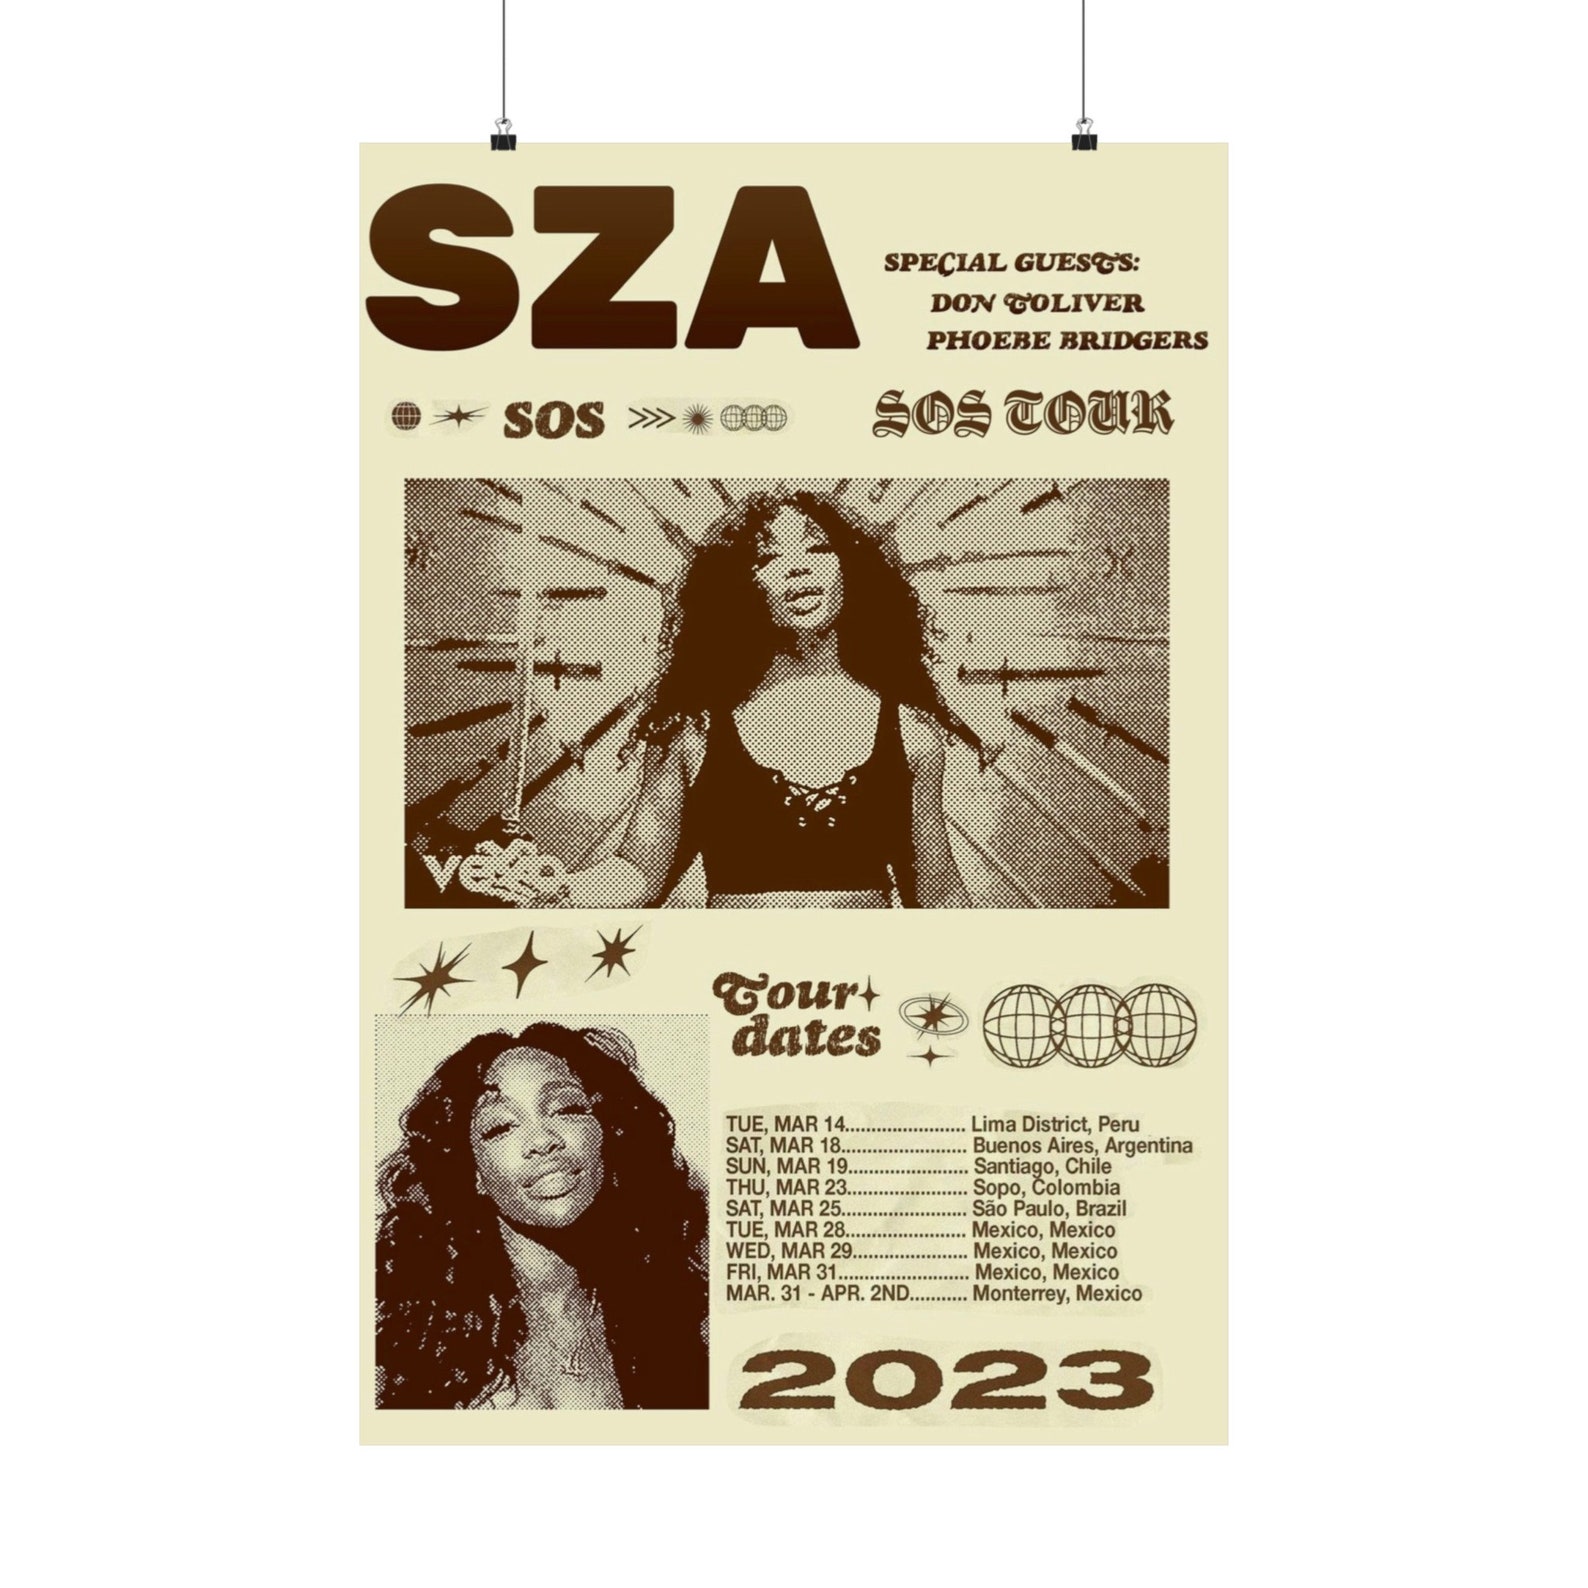 SZA
SPECIAL GUESTS:
DON TOLIVER
PHOEBE BRIDGERS
SOS >>>
SOS TOUR
vevo
Tour
dates
TUE, MAR 14....................... Lima District, Peru
SAT, MAR 18........................ Buenos Aires, Argentina
SUN, MAR 19....................... Santiago, Chile
THU, MAR 23....................... Sopo, Colombia
SAT, MAR 25........................ São Paulo, Brazil
TUE, MAR 28....................... Mexico, Mexico
WED, MAR 29...................... Mexico, Mexico
FRI, MAR 31......................... Mexico, Mexico
MAR. 31 - APR. 2ND........... Monterrey, Mexico
2023